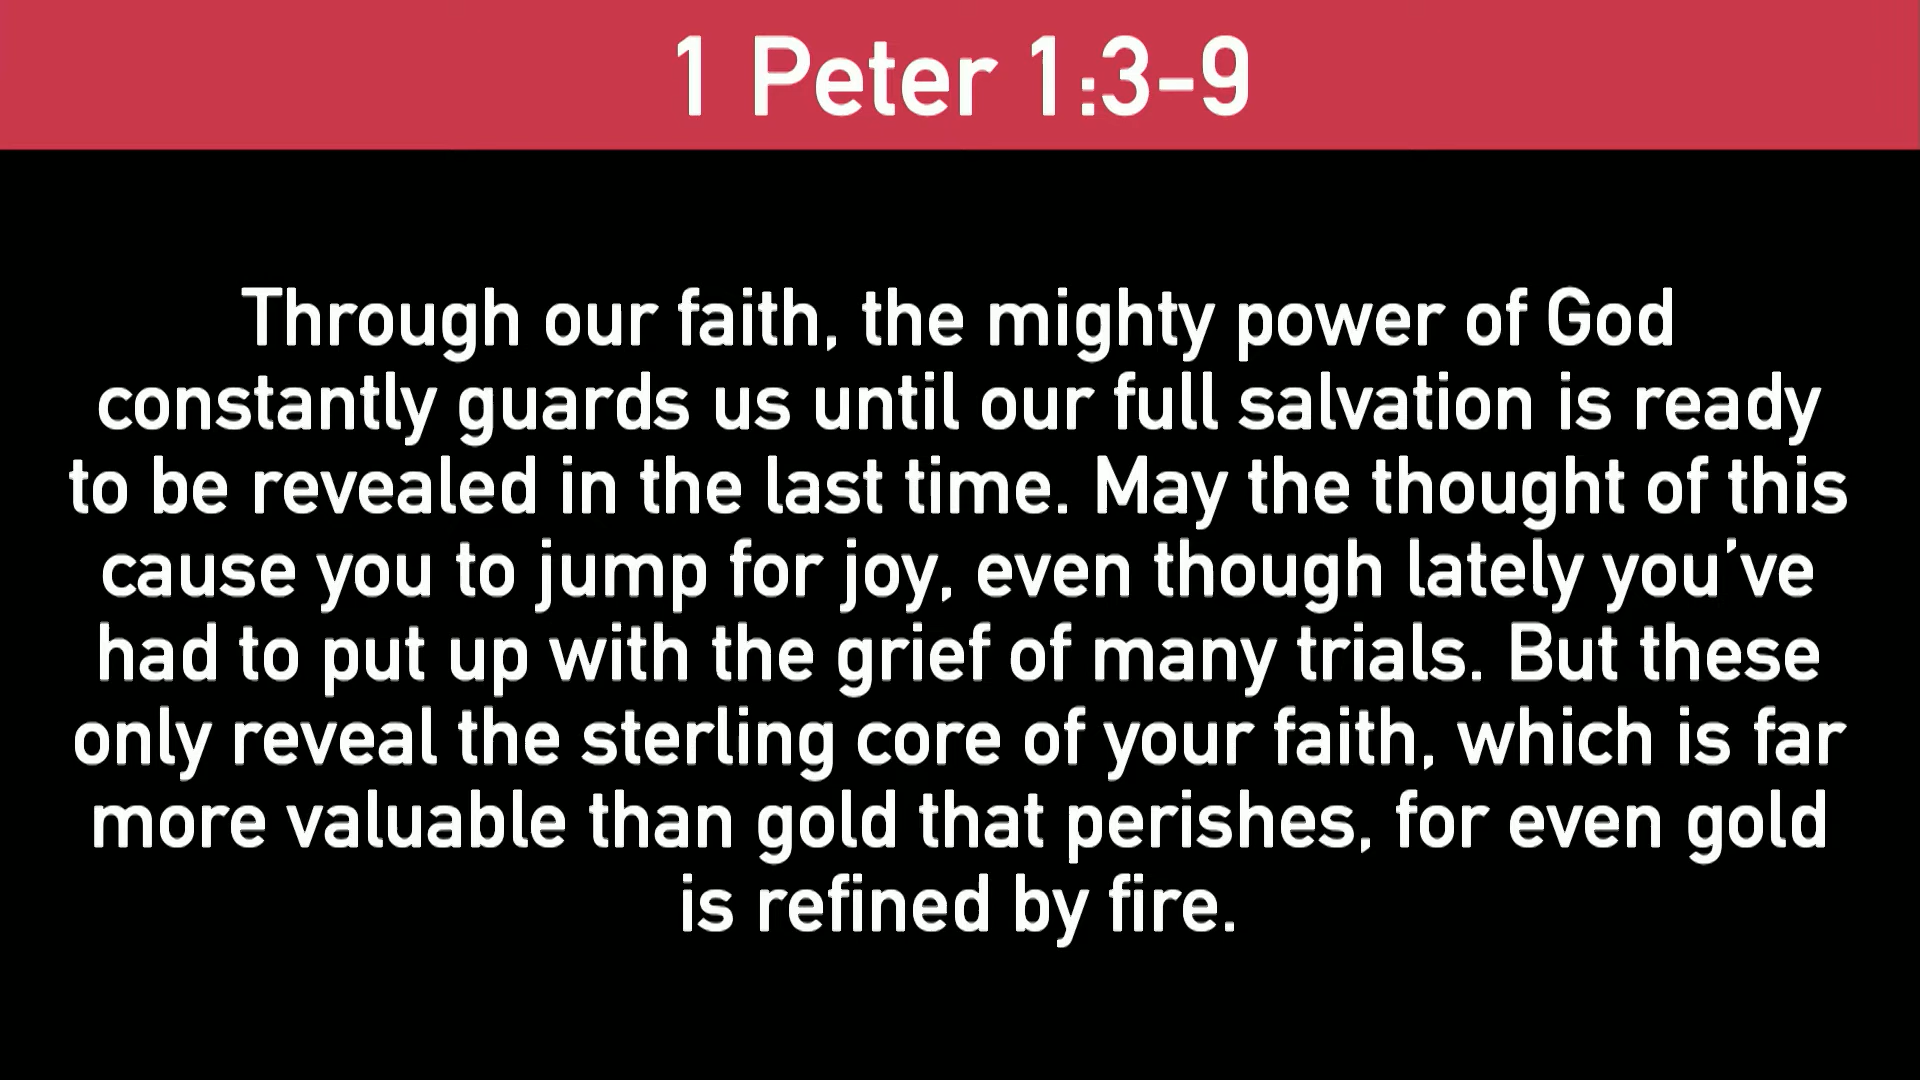 1 Peter 1:3-9
Through our faith, the mighty power of God
constantly guards us until our full salvation is ready
to be revealed in the last time. May the thought of this
cause you to jump for joy, even though lately you’ve
had to put up with the grief of many trials. But these
only reveal the sterling core of your faith, which is far
more valuable than gold that perishes, for even gold
is refined by fire.